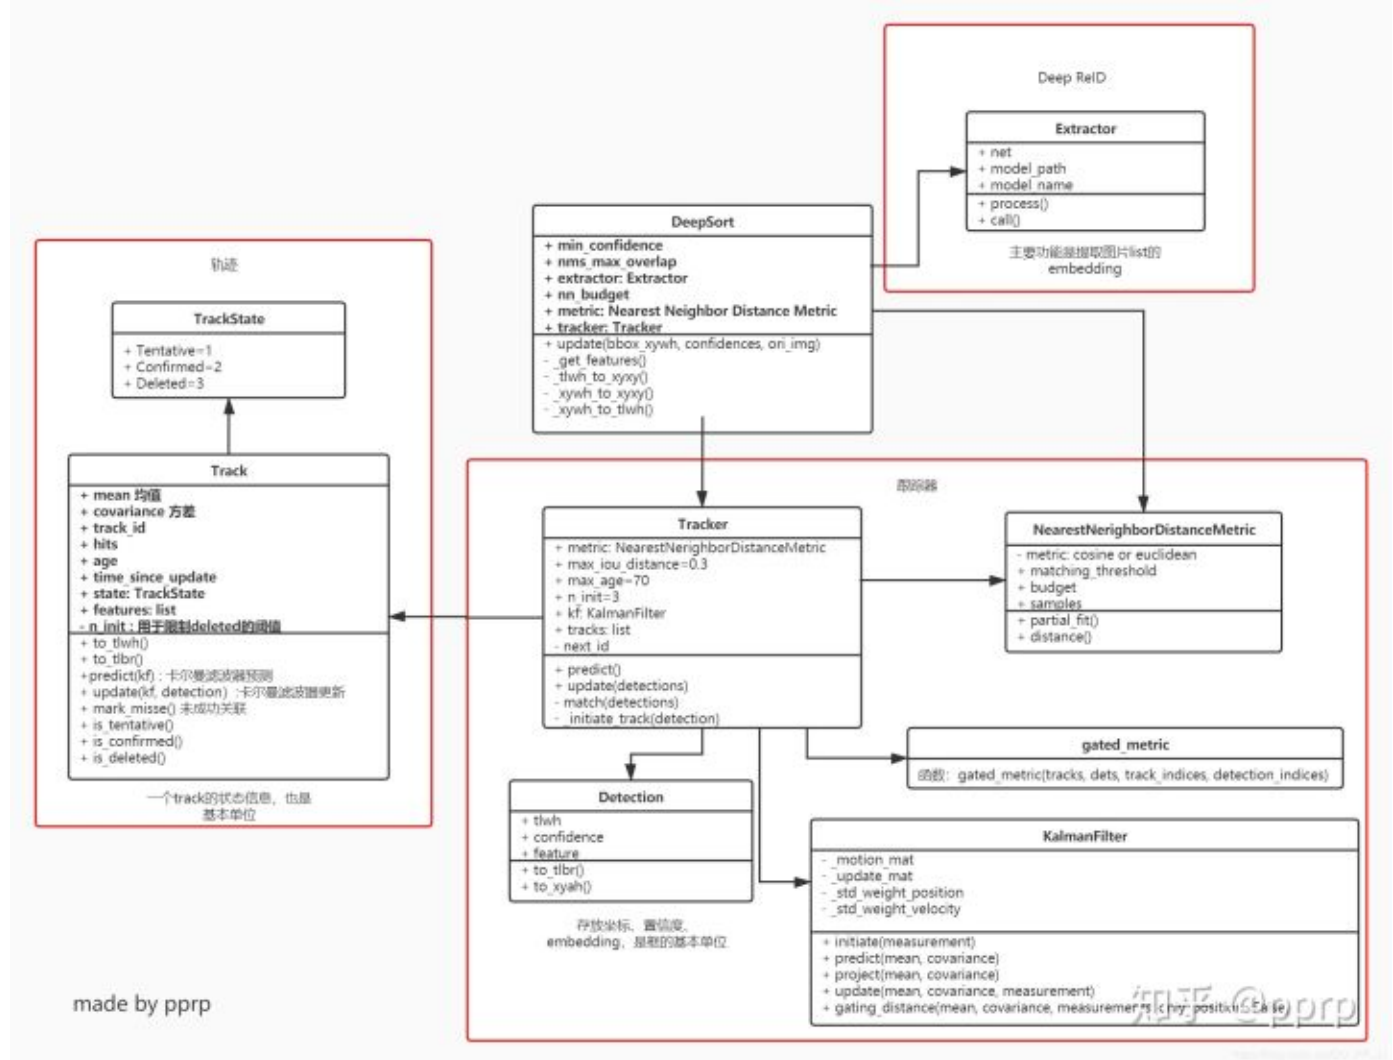 Deep ReID
Extractor
+ net
+ model_path
+ model_name
+ process()
+ call()
主要功能是提取图片list的
embedding
DeepSort
+ min_confidence
+ nms_max_overlap
+ extractor: Extractor
+ nn_budget
+ metric: Nearest Neighbor Distance Metric
+ tracker: Tracker
+ update(bbox_xywh, confidences, ori_img)
- _get_features()
- _tlwh_to_xyxy()
- _xywh_to_xyxy()
- _xywh_to_tlwh()
轨迹
TrackState
+ Tentative=1
+ Confirmed=2
+ Deleted=3
Track
+ mean 均值
+ covariance 方差
+ track_id
+ hits
+ age
+ time_since_update
+ state: TrackState
+ features: list
- n_init : 用于限制deleted的阈值
+ to_tlwh()
+ to_tlbr()
+predict(kf) : 卡尔曼滤波器预测
+ update(kf, detection) :卡尔曼滤波器更新
+ mark_misse() 未成功关联
+ is_tentative()
+ is_confirmed()
+ is_deleted()
一个track的状态信息，也是
基本单位
跟踪器
Tracker
+ metric: NearestNerighborDistanceMetric
+ max_iou_distance=0.3
+ max_age=70
+ n_init=3
+ kf: KalmanFilter
+ tracks: list
- next_id
+ predict()
+ update(detections)
- match(detections)
- _initiate_track(detection)
NearestNerighborDistanceMetric
- metric: cosine or euclidean
+ matching_threshold
+ budget
+ samples
+ partial_fit()
+ distance()
gated_metric
函数：gated_metric(tracks, dets, track_indices, detection_indices)
Detection
+ tlwh
+ confidence
+ feature
+ to_tlbr()
+ to_xyah()
存放坐标、置信度、
embedding，是框的基本单位
KalmanFilter
- _motion_mat
- _update_mat
- _std_weight_position
- _std_weight_velocity
+ initiate(measurement)
+ predict(mean, covariance)
+ project(mean, covariance)
+ update(mean, covariance, measurement)
+ gating_distance(mean, covariance, measurements, only_position=False)
made by pprp
知乎 @pprp